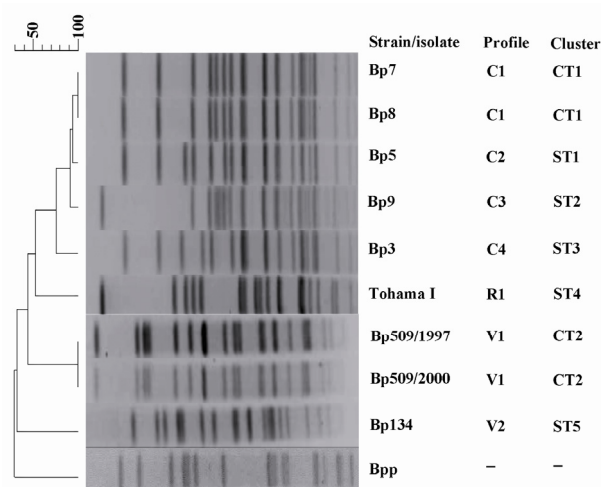 50
100
Strain/isolate Profile Cluster
Bp7 C1 CT1
Bp8 C1 CT1
Bp5 C2 ST1
Bp9 C3 ST2
Bp3 C4 ST3
Tohama I R1 ST4
Bp509/1997 V1 CT2
Bp509/2000 V1 CT2
Bp134 V2 ST5
Bpp – –